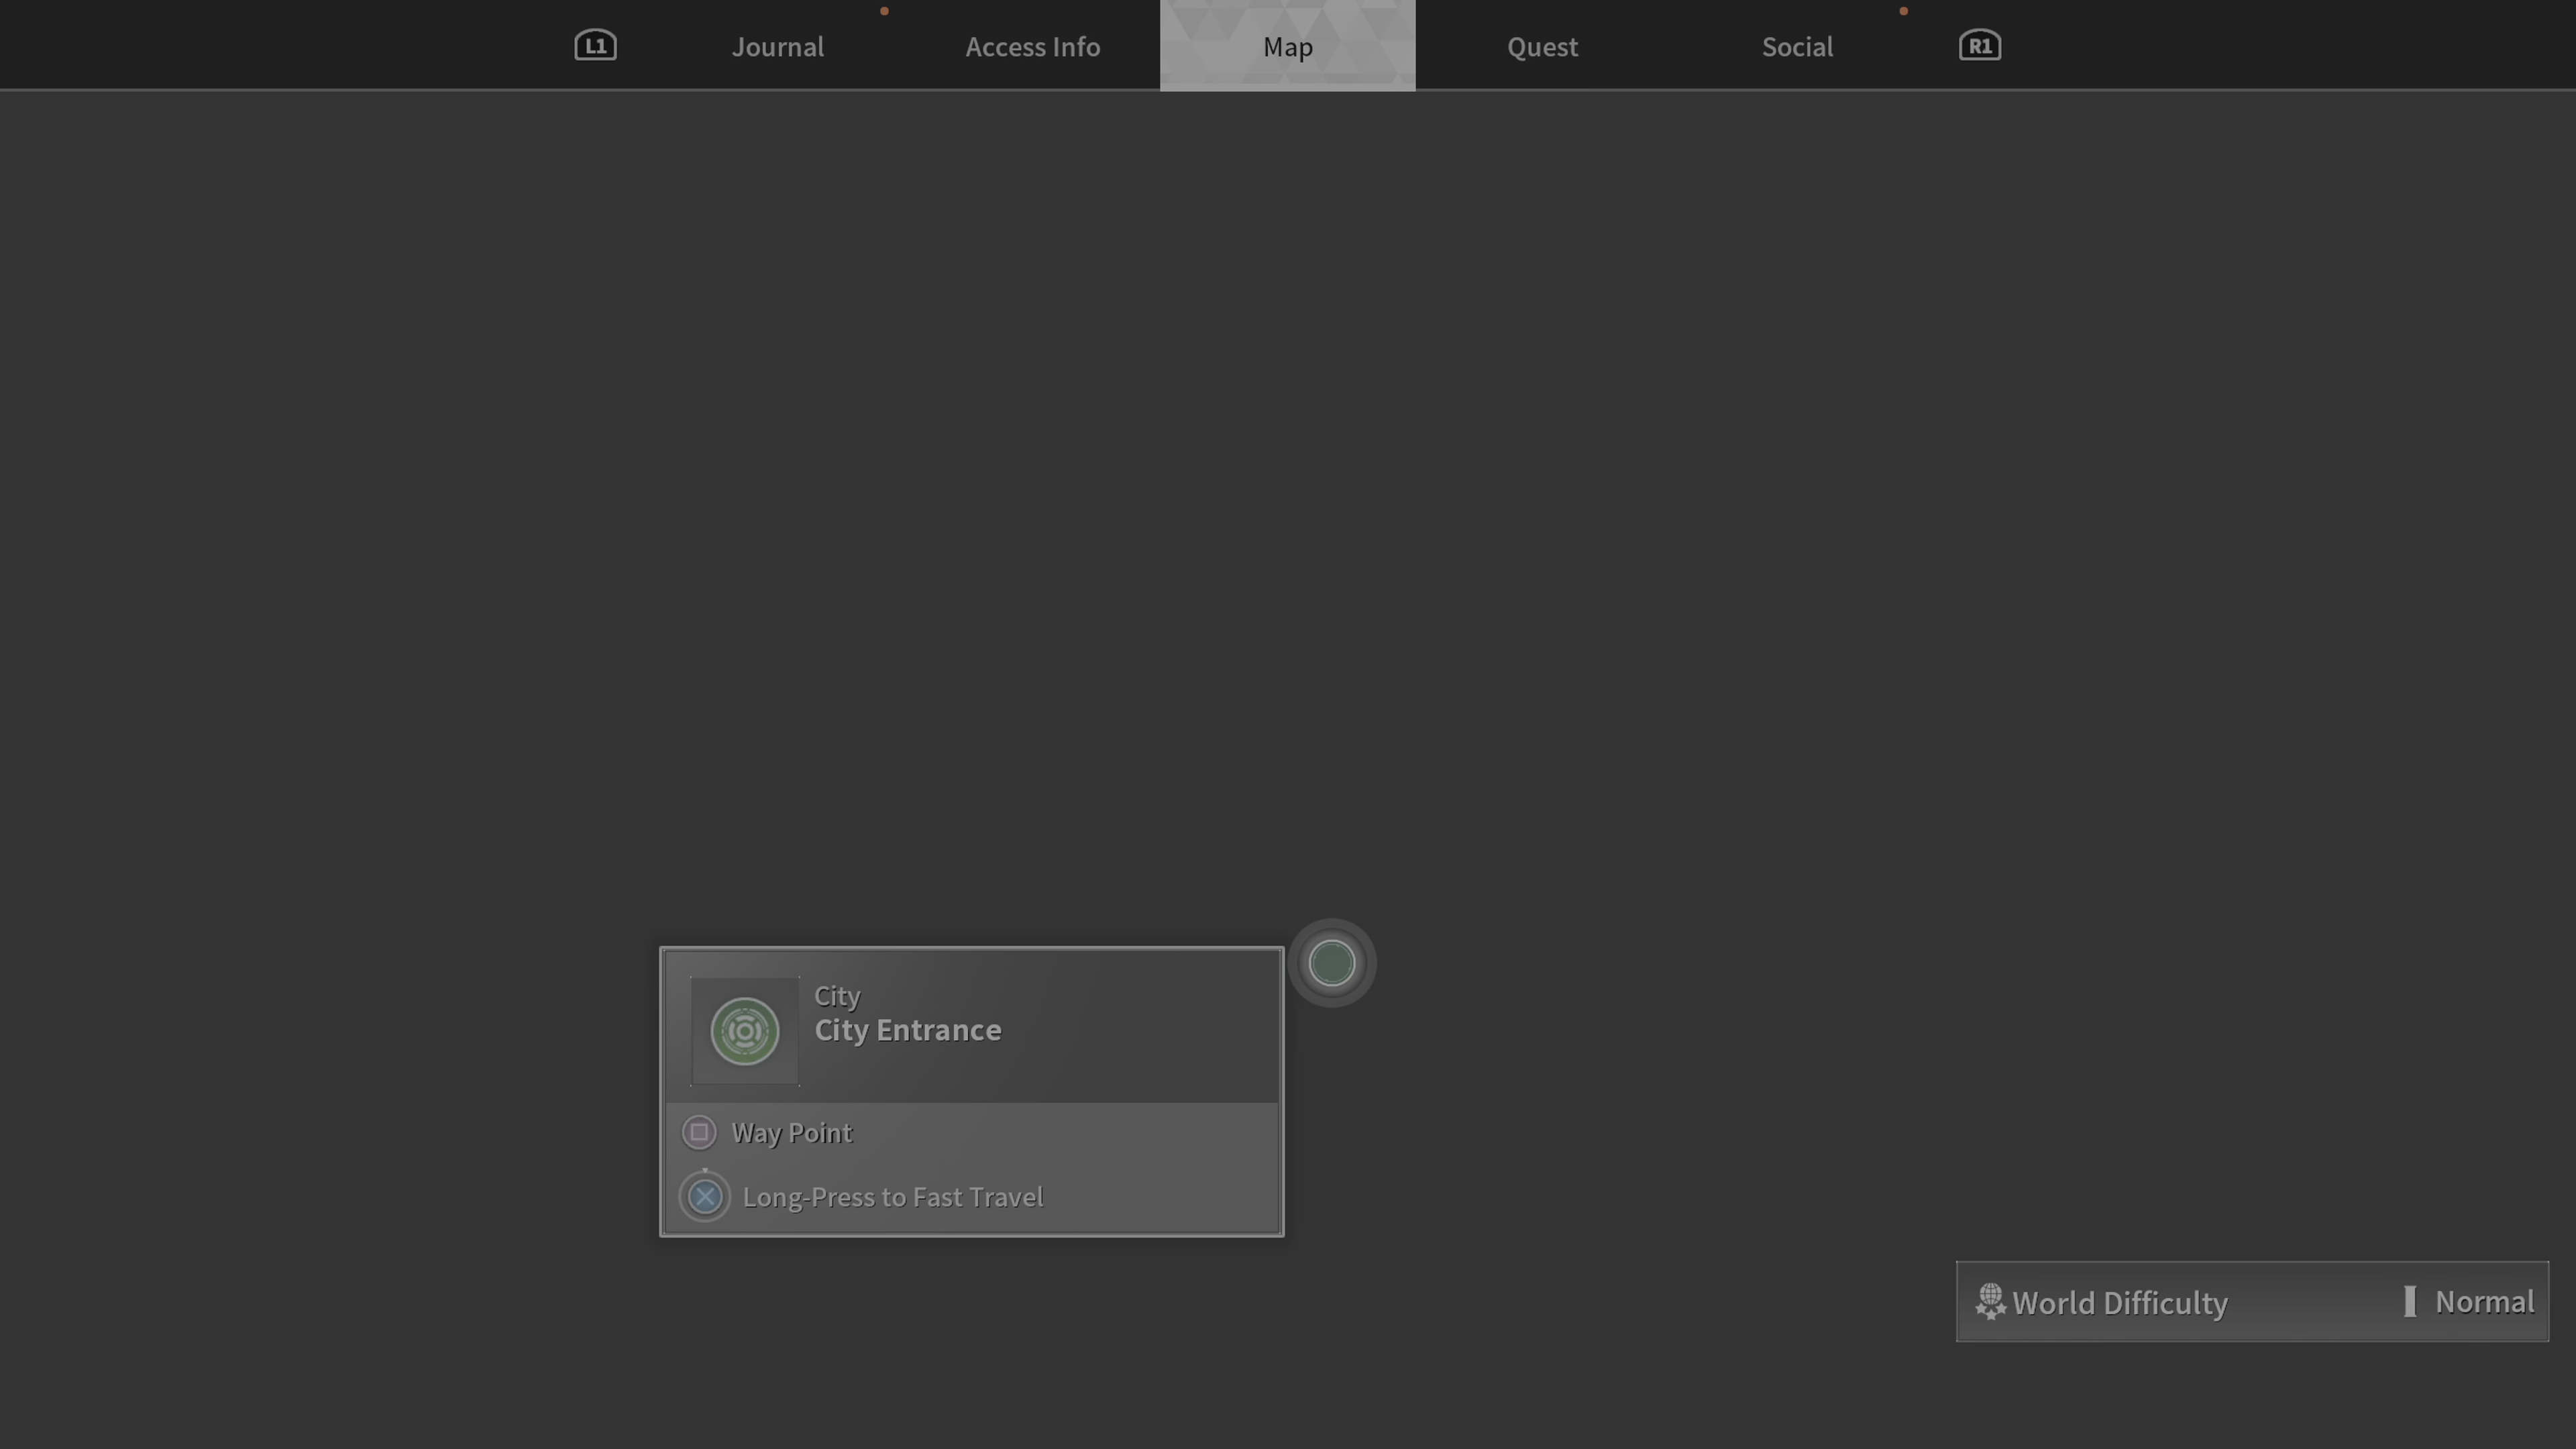 L1
Journal
Access Info
Map
Quest
Social
R1
City
City Entrance
Way Point
Long-Press to Fast Travel
World Difficulty
I Normal